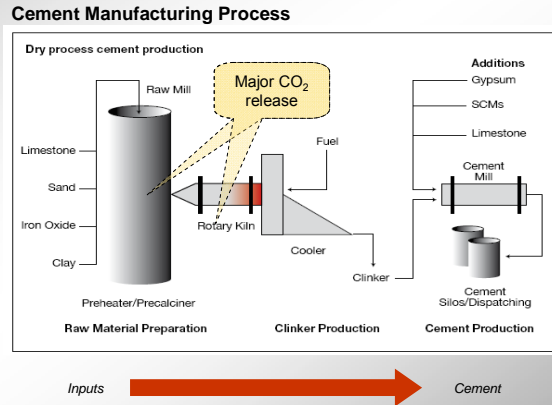 Cement Manufacturing Process
Dry process cement production
Major CO₂
release
Raw Mill
Limestone
Sand
Iron Oxide
Clay
Preheater/Precalciner
Raw Material Preparation
Rotary Kiln
Fuel
Cooler
Clinker
Clinker Production
Additions
Gypsum
SCMs
Limestone
Cement
Mill
Cement
Silos/Dispatching
Cement Production
Inputs
Cement